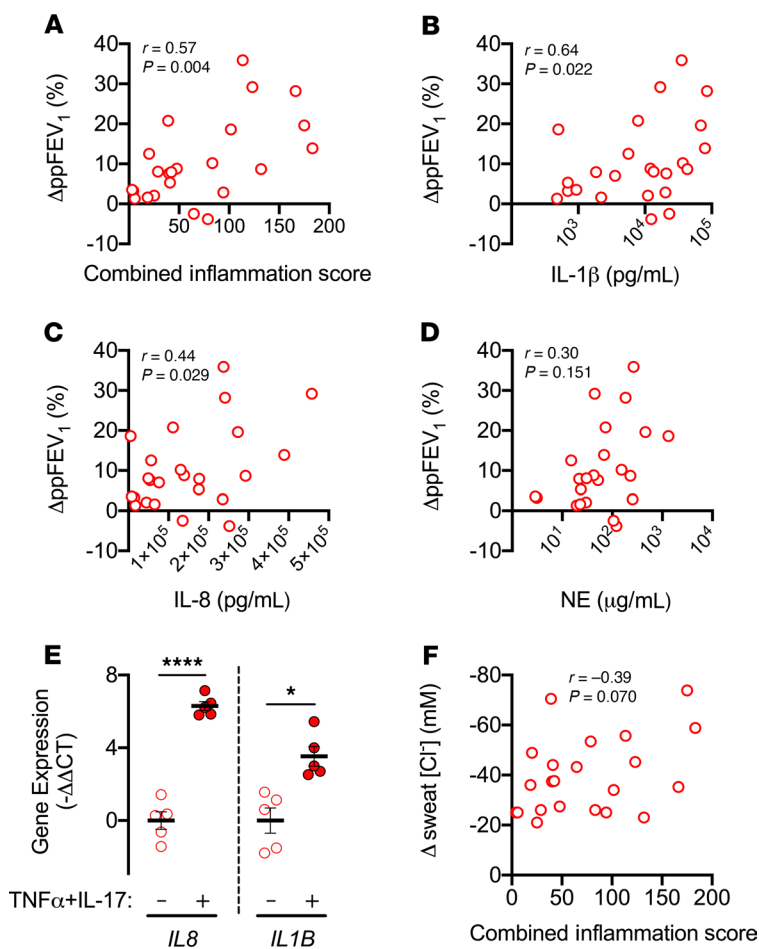 A
r = 0.57
P = 0.004
ΔppFEV1 (%)
40
30
20
10
0
-10
50
100
150
200
Combined inflammation score
B
r = 0.64
P = 0.022
ΔppFEV1 (%)
40
30
20
10
0
-10
10³
10⁴
10⁵
IL-1β (pg/mL)
C
r = 0.44
P = 0.029
ΔppFEV1 (%)
40
30
20
10
0
-10
1×10⁵
2×10⁵
3×10⁵
4×10⁵
5×10⁵
IL-8 (pg/mL)
D
r = 0.30
P = 0.151
ΔppFEV1 (%)
40
30
20
10
0
-10
10¹
10²
10³
10⁴
NE (μg/mL)
E
Gene Expression
(-ΔΔCT)
8
4
0
****
*
TNFα+IL-17:
− + − +
IL8 IL1B
F
r = –0.39
P = 0.070
Δ sweat [Cl-] (mM)
-80
-60
-40
-20
0
0 50 100 150 200
Combined inflammation score